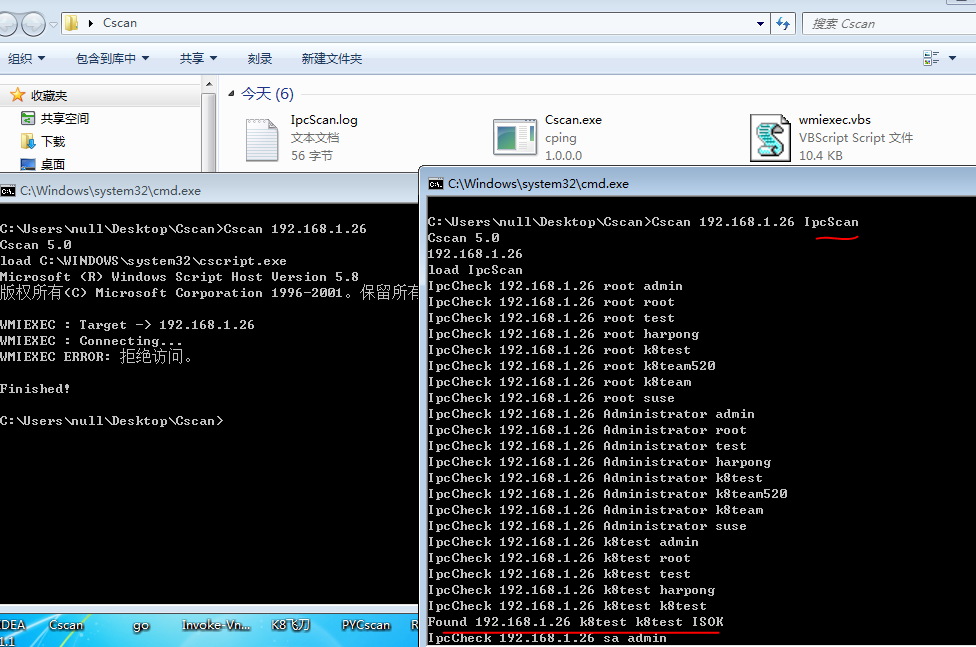 Cscan
搜索 Cscan
组织 包含到库中 共享 刻录 新建文件夹
收藏夹
共享空间
下载
桌面
今天 (6)
IpcScan.log
文本文档
56 字节
Cscan.exe
cping
1.0.0.0
wmiexec.vbs
VBScript Script 文件
10.4 KB
C:\Windows\system32\cmd.exe
C:\Users\null\Desktop\Cscan>Cscan 192.168.1.26
Cscan 5.0
load C:\WINDOWS\system32\cscript.exe
Microsoft (R) Windows Script Host Version 5.8
版权所有(C) Microsoft Corporation 1996-2001。保留所有
WMIEXEC : Target -> 192.168.1.26
WMIEXEC : Connecting...
WMIEXEC ERROR: 拒绝访问。
Finished!
C:\Users\null\Desktop\Cscan>
C:\Windows\system32\cmd.exe
C:\Users\null\Desktop\Cscan>Cscan 192.168.1.26 IpcScan
Cscan 5.0
192.168.1.26
load IpcScan
IpcCheck 192.168.1.26 root admin
IpcCheck 192.168.1.26 root root
IpcCheck 192.168.1.26 root test
IpcCheck 192.168.1.26 root harpong
IpcCheck 192.168.1.26 root k8test
IpcCheck 192.168.1.26 root k8team520
IpcCheck 192.168.1.26 root k8team
IpcCheck 192.168.1.26 root suse
IpcCheck 192.168.1.26 Administrator admin
IpcCheck 192.168.1.26 Administrator root
IpcCheck 192.168.1.26 Administrator test
IpcCheck 192.168.1.26 Administrator harpong
IpcCheck 192.168.1.26 Administrator k8test
IpcCheck 192.168.1.26 Administrator k8team520
IpcCheck 192.168.1.26 Administrator k8team
IpcCheck 192.168.1.26 Administrator suse
IpcCheck 192.168.1.26 k8test admin
IpcCheck 192.168.1.26 k8test root
IpcCheck 192.168.1.26 k8test test
IpcCheck 192.168.1.26 k8test harpong
IpcCheck 192.168.1.26 k8test k8test
Found 192.168.1.26 k8test k8test ISOK
IpcCheck 192.168.1.26 sa admin
IDEA Cscan go Invoke-Vn... K8飞刀 PYCscan
1.1